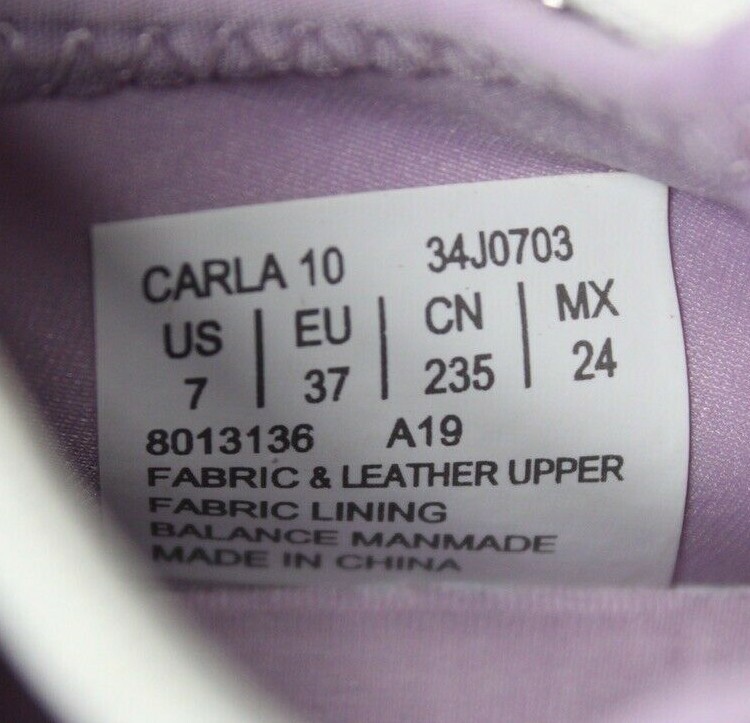 CARLA 10 34J0703
US | EU | CN | MX
7 | 37 | 235 | 24
8013136 A19
FABRIC & LEATHER UPPER
FABRIC LINING
BALANCE MANMADE
MADE IN CHINA